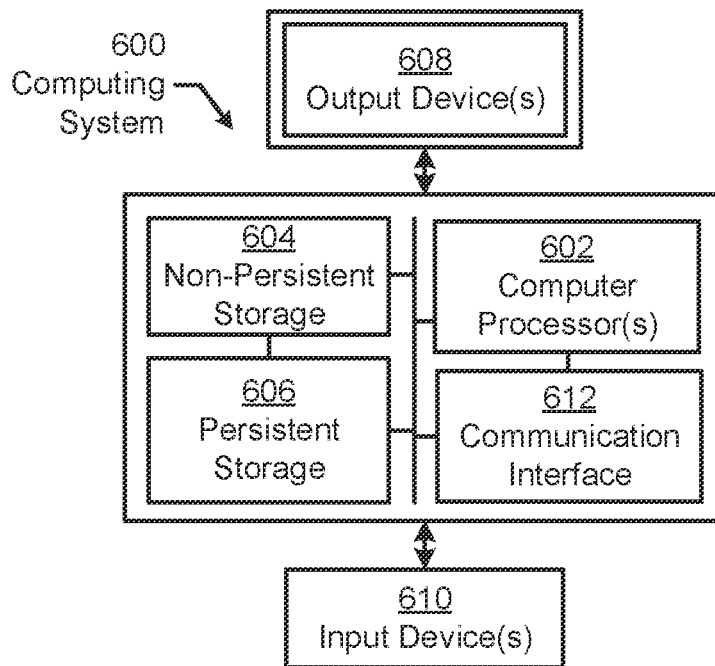 600
Computing
System
608
Output Device(s)
604
Non-Persistent
Storage
602
Computer
Processor(s)
606
Persistent
Storage
612
Communication
Interface
610
Input Device(s)